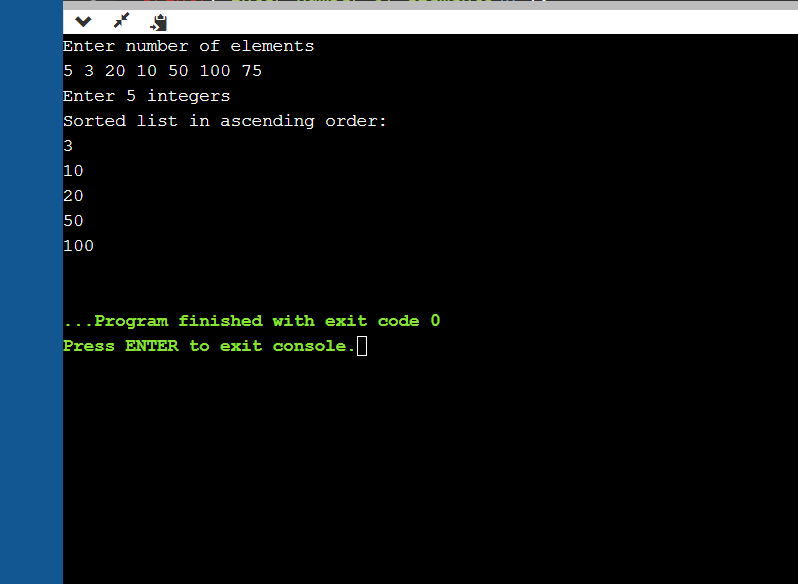 Enter number of elements
5 3 20 10 50 100 75
Enter 5 integers
Sorted list in ascending order:
3
10
20
50
100
...Program finished with exit code 0
Press ENTER to exit console.